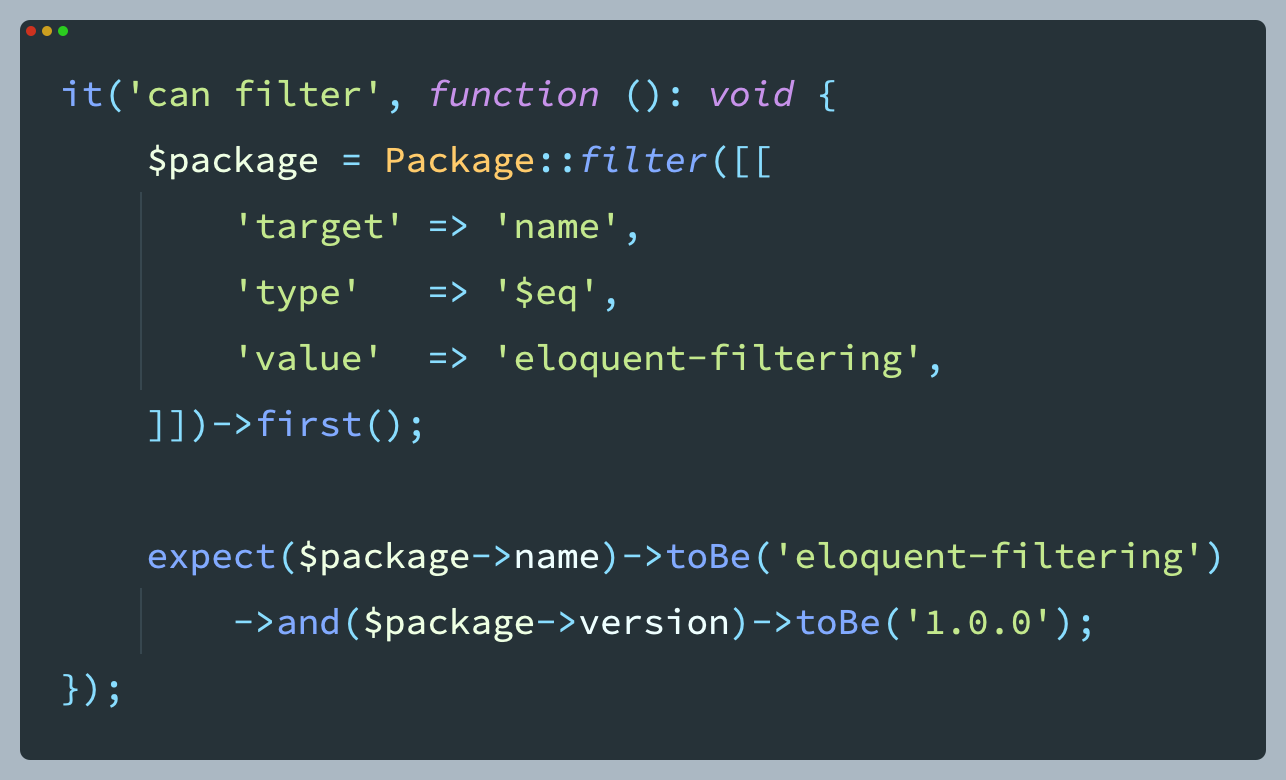 it('can filter', function (): void {
    $package = Package::filter([[
        'target' => 'name',
        'type'   => '$eq',
        'value'  => 'eloquent-filtering',
    ]])->first();

    expect($package->name)->toBe('eloquent-filtering')
        ->and($package->version)->toBe('1.0.0');
});